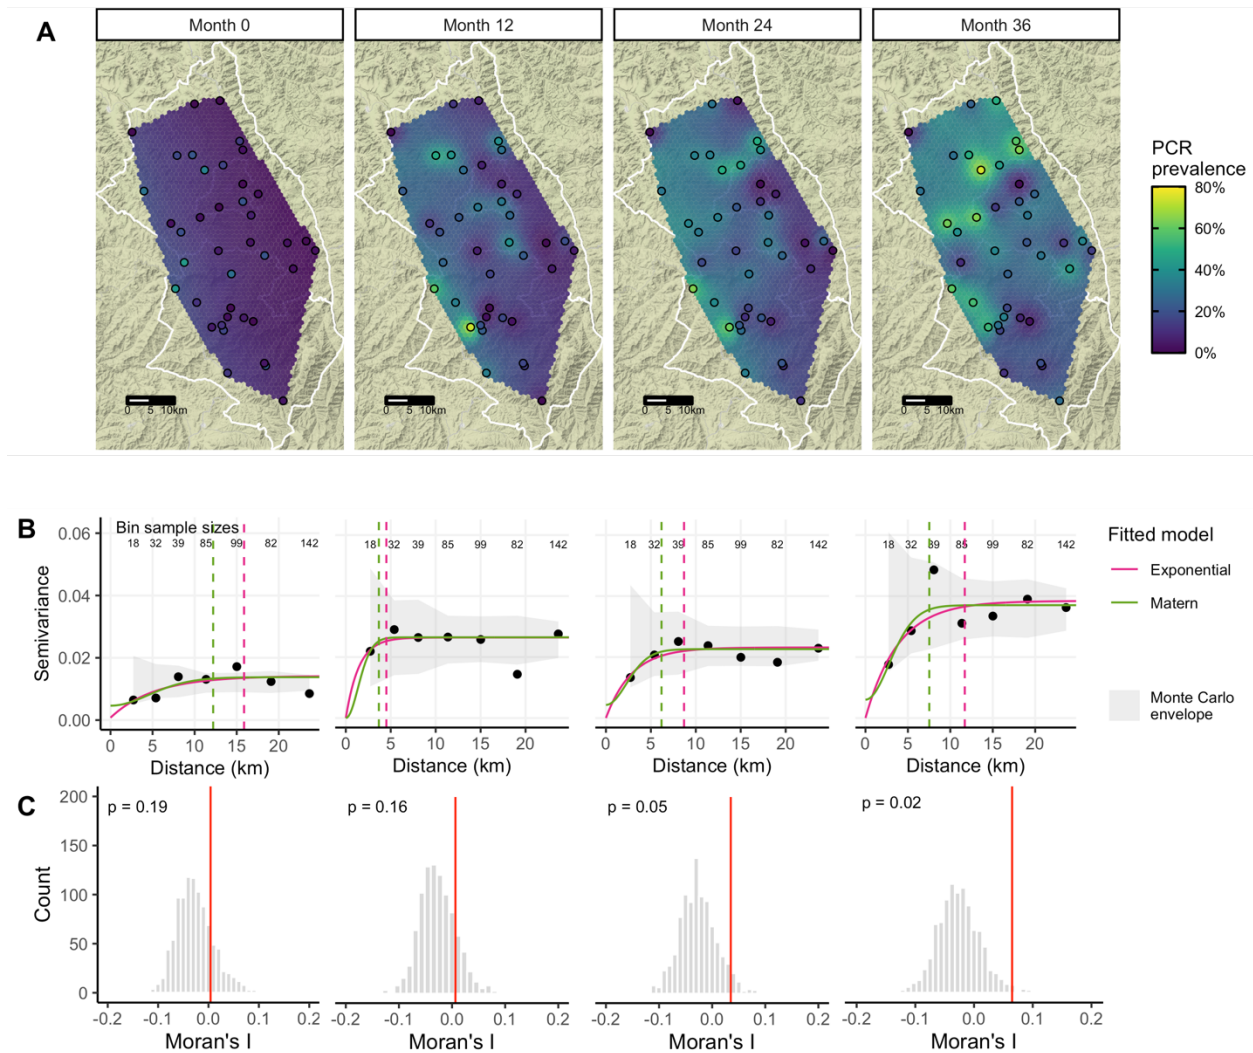 A
Month 0
Month 12
Month 24
Month 36
0 5 10km
0 5 10km
0 5 10km
0 5 10km
PCR
prevalence
80%
60%
40%
20%
0%
B
Semivariance
0.06
0.04
0.02
0.00
Bin sample sizes
18 32 39 85 99 82 142
18 32 39 85 99 82 142
18 32 39 85 99 82 142
18 32 39 85 99 82 142
0 5 10 15 20
0 5 10 15 20
0 5 10 15 20
0 5 10 15 20
Distance (km)
Distance (km)
Distance (km)
Distance (km)
Fitted model
Exponential
Matern
Monte Carlo
envelope
C
Count
200
150
100
50
0
p = 0.19
p = 0.16
p = 0.05
p = 0.02
-0.2 -0.1 0.0 0.1 0.2
-0.2 -0.1 0.0 0.1 0.2
-0.2 -0.1 0.0 0.1 0.2
-0.2 -0.1 0.0 0.1 0.2
Moran's I
Moran's I
Moran's I
Moran's I